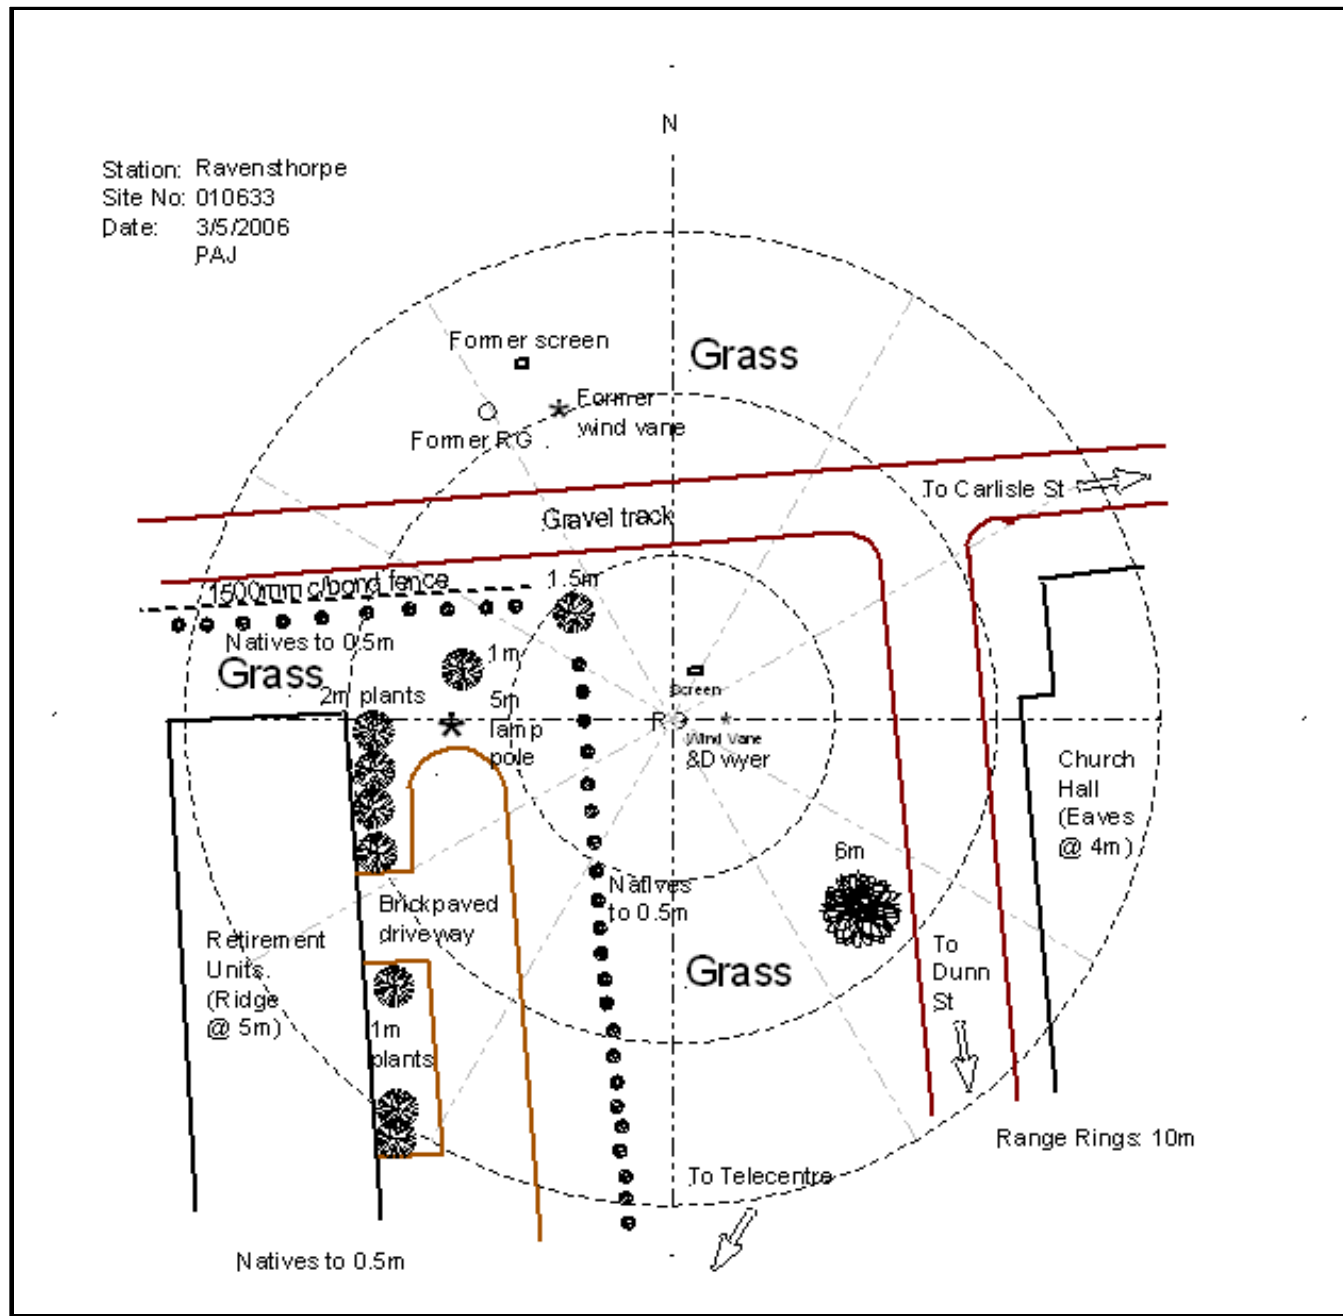 N
Station: Ravensthorpe
Site No: 010633
Date: 3/5/2006
PAJ
Former screen
Grass
Former
wind vane
Former RG
To Carlisle St
Gravel track
1500mm c/bond fence
1.5m
Natives to 0.5m
Grass
1m
2m plants
5m
lamp
pole
Screen
RG
Wind Vane
&Dwyer
Church
Hall
(Eaves
@ 4m)
6m
Natives
to 0.5m
Brickpaved
driveway
Retirement
Units.
(Ridge
@ 5m)
Grass
To
Dunn
St
1m
plants
Range Rings: 10m
To Telecentre
Natives to 0.5m